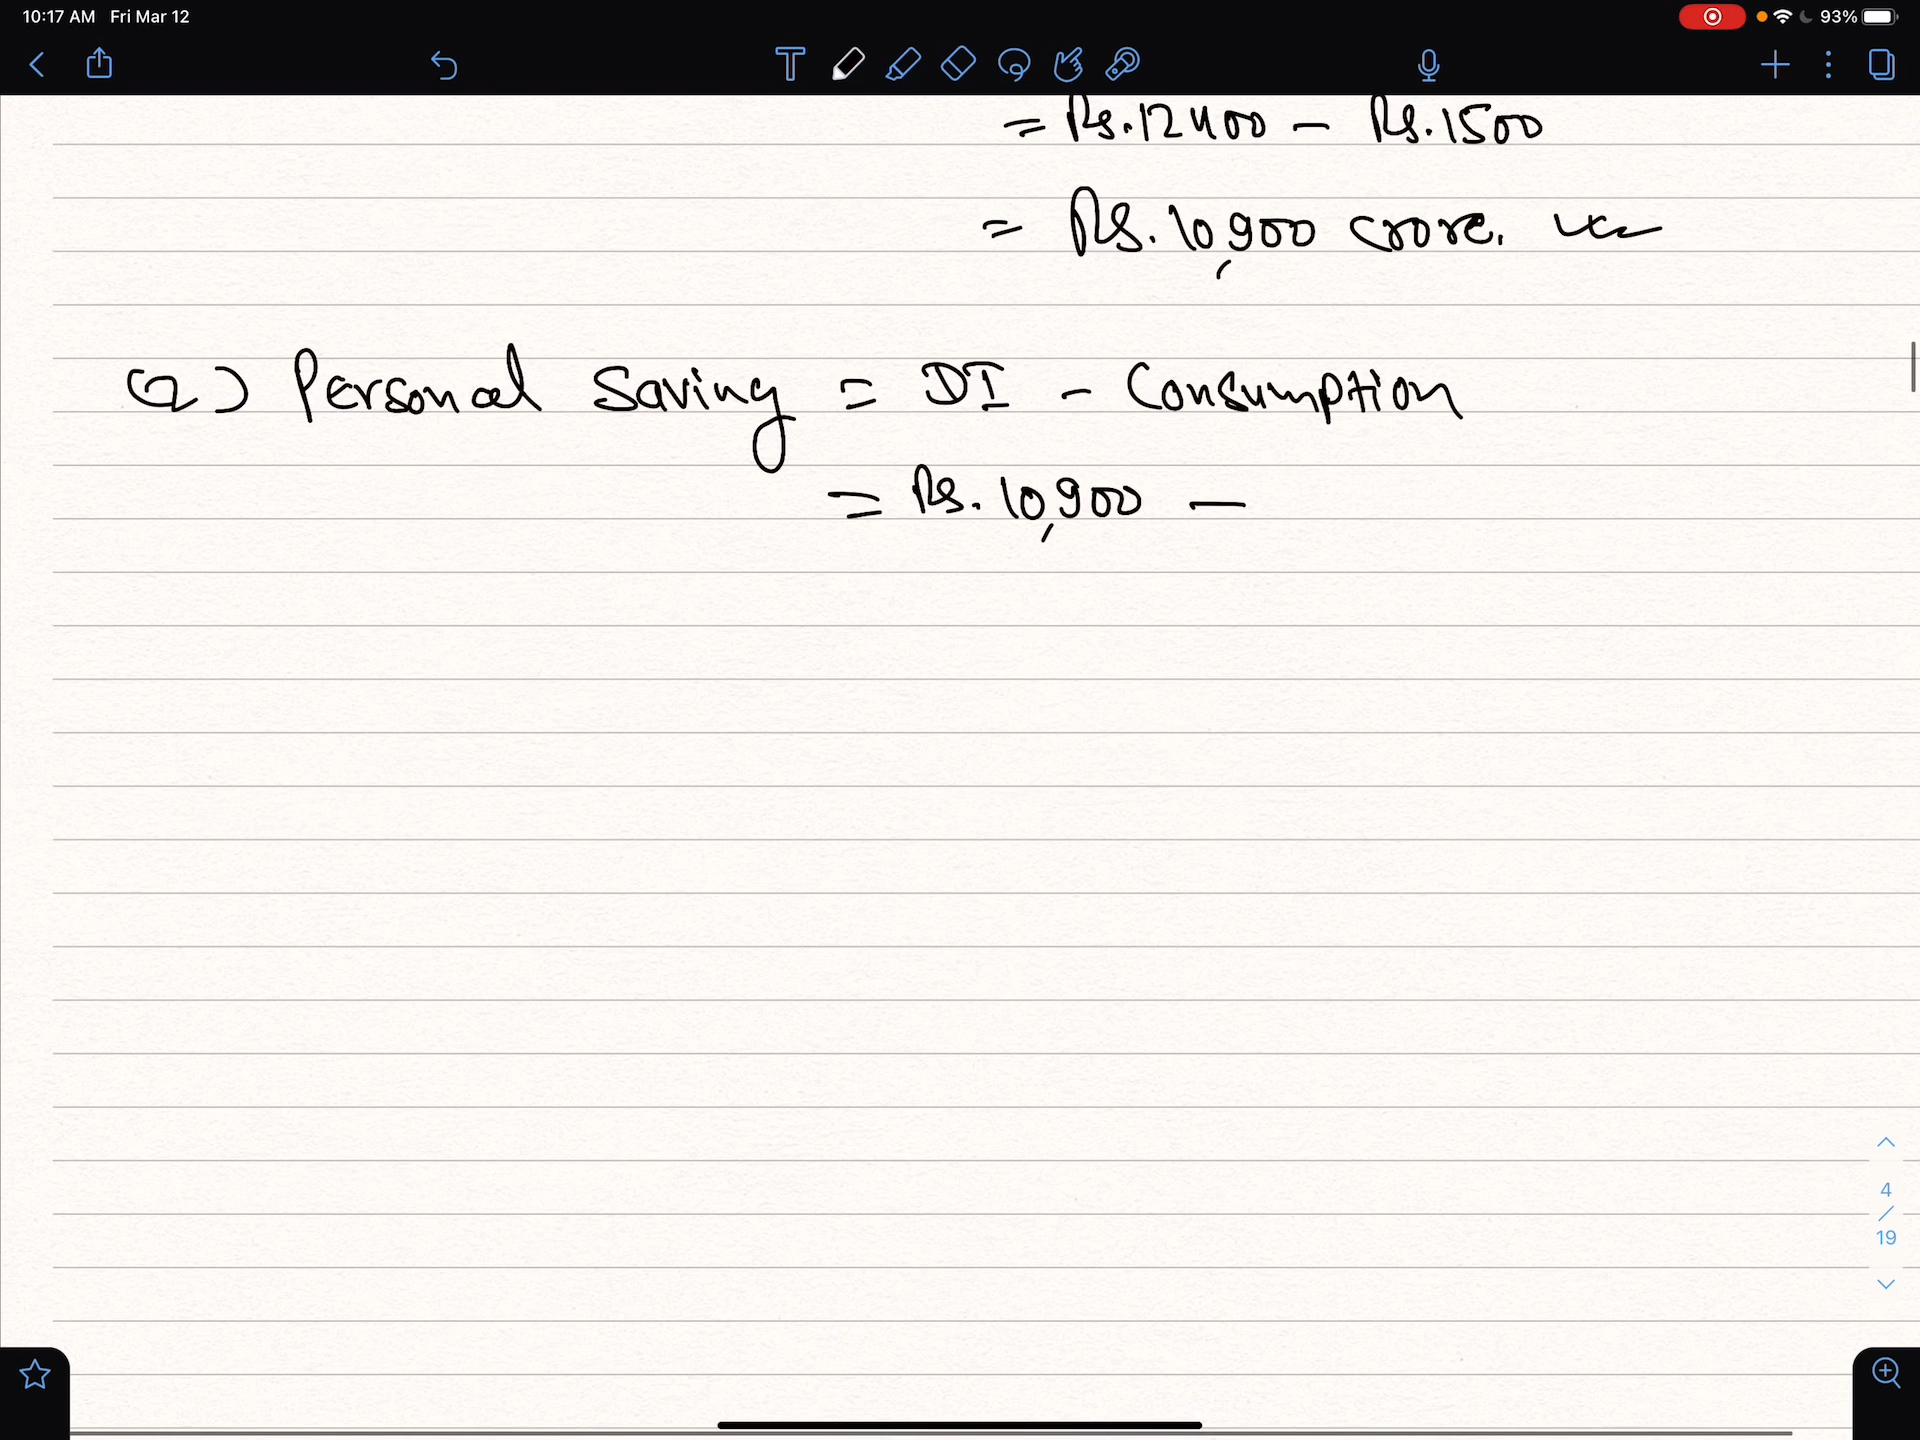 10:17 AM Fri Mar 12
93%
= Rs.12400 - Rs.1500
= Rs.10,900 crore.
(2) Personal Saving = DI - Consumption
= Rs.10,900 -
4
/
19